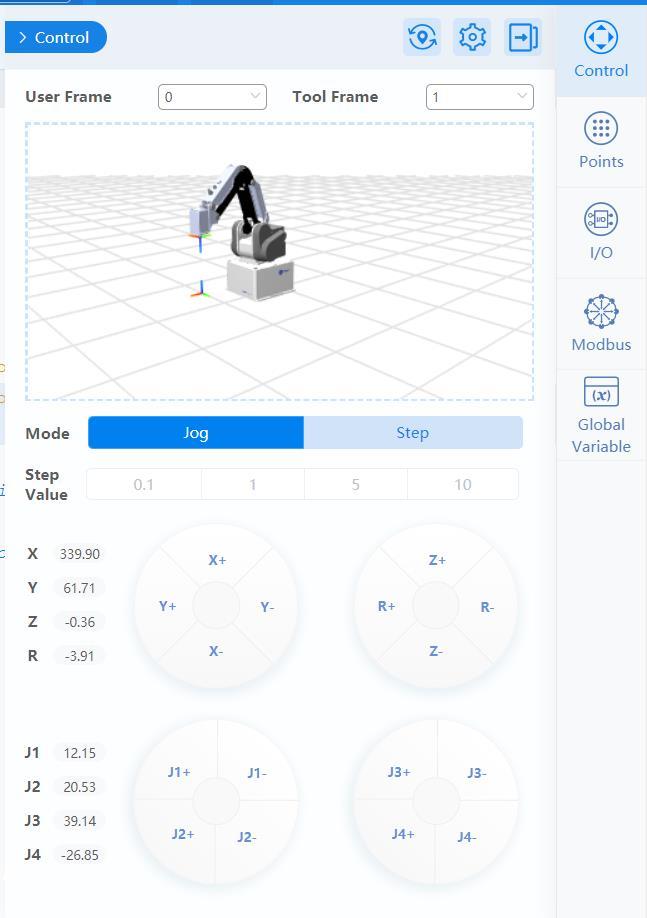 Control
User Frame 0 Tool Frame 1
Mode Jog Step
Step Value 0.1 1 5 10
X 339.90
Y 61.71
Z -0.36
R -3.91
X+
Y+ Y-
X-
Z+
R+ R-
Z-
J1 12.15
J2 20.53
J3 39.14
J4 -26.85
J1+ J1-
J2+ J2-
J3+ J3-
J4+ J4-
Control
Points
I/O
Modbus
(x)
Global
Variable